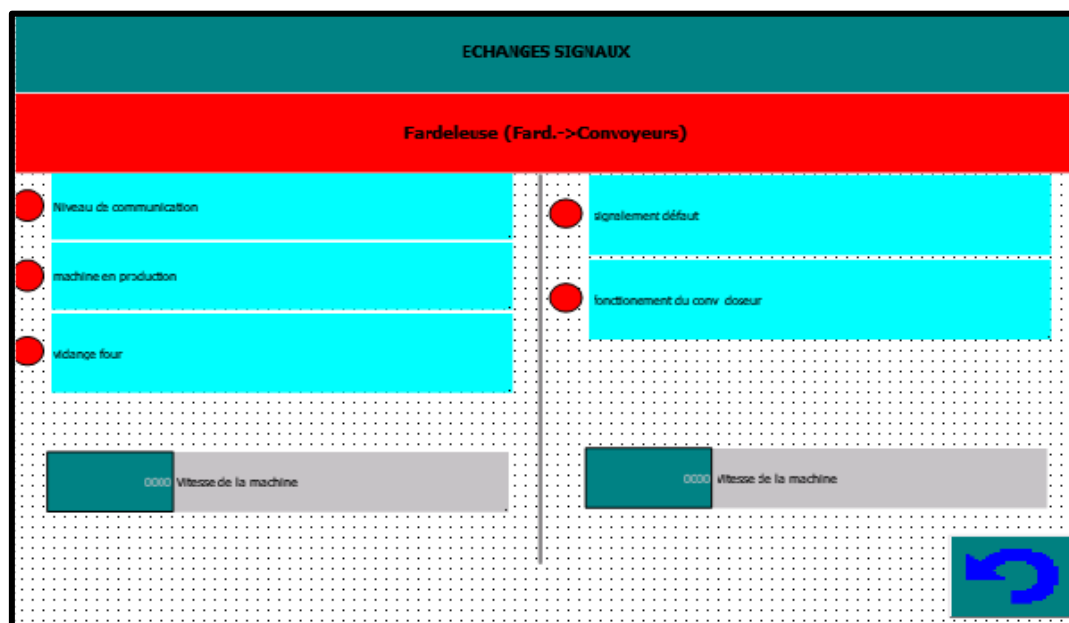 ECHANGES SIGNAUX
Fardeleuse (Fard.->Convoyeurs)
Niveau de communication
machine en production
vidange four
0000 Vitesse de la machine
signalement défaut
fonctionement du conv doseur
0000 Vitesse de la machine